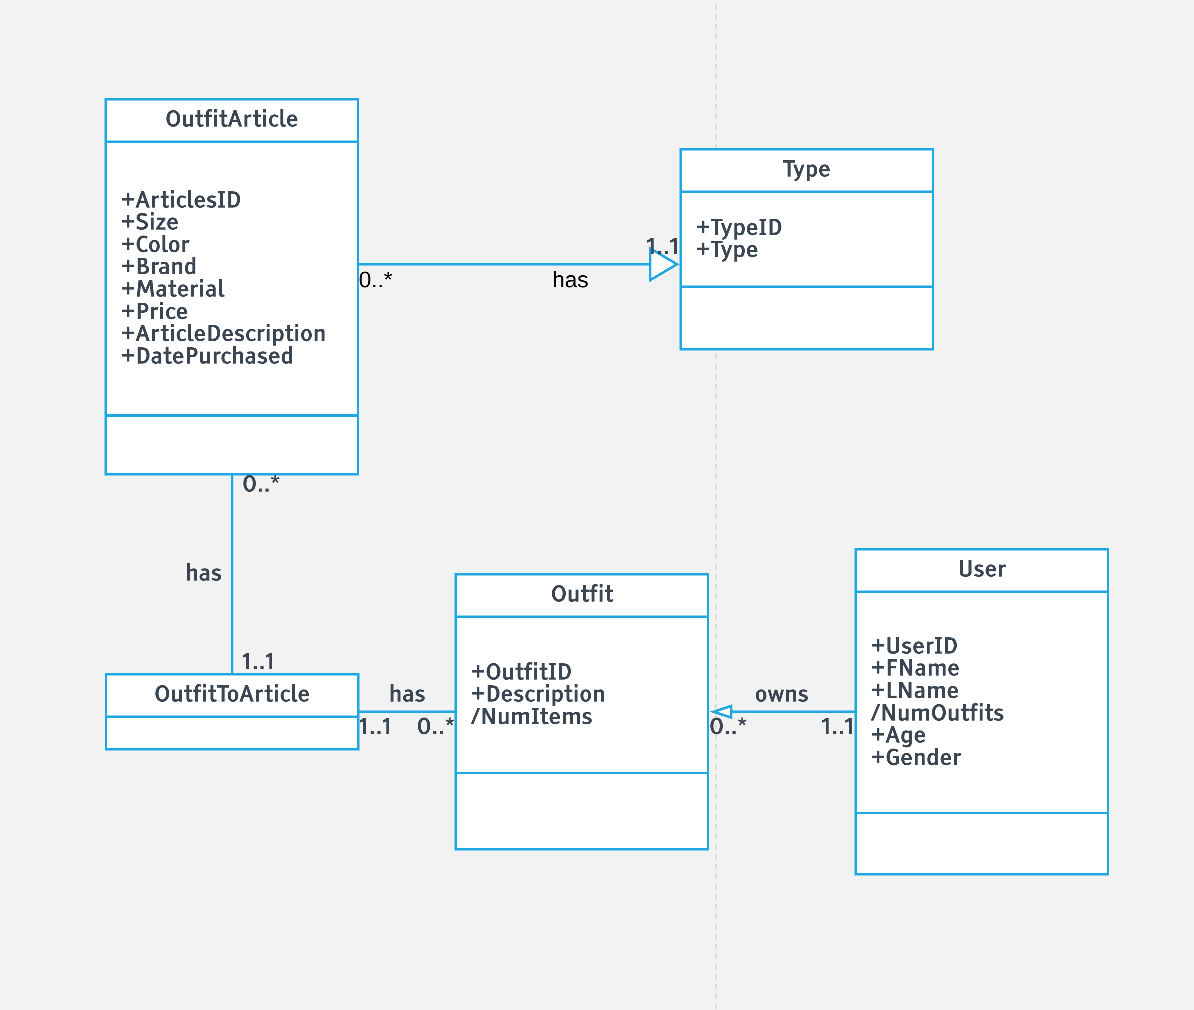 OutfitArticle
+ArticlesID
+Size
+Color
+Brand
+Material
+Price
+ArticleDescription
+DatePurchased
Type
+TypeID
+Type
1..1
0..*
has
0..*
has
1..1
OutfitToArticle
has
1..1
0..*
Outfit
+OutfitID
+Description
/NumItems
owns
0..*
1..1
User
+UserID
+FName
+LName
/NumOutfits
+Age
+Gender